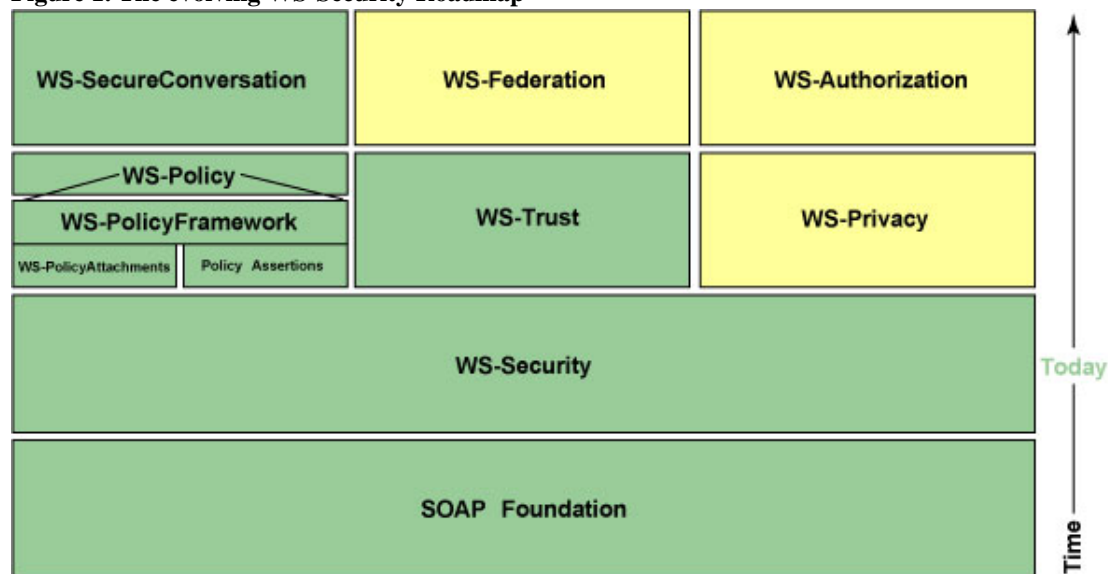 WS-SecureConversation
WS-Federation
WS-Authorization
WS-Policy
WS-PolicyFramework
WS-PolicyAttachments
Policy Assertions
WS-Trust
WS-Privacy
WS-Security
Today
SOAP Foundation
Time